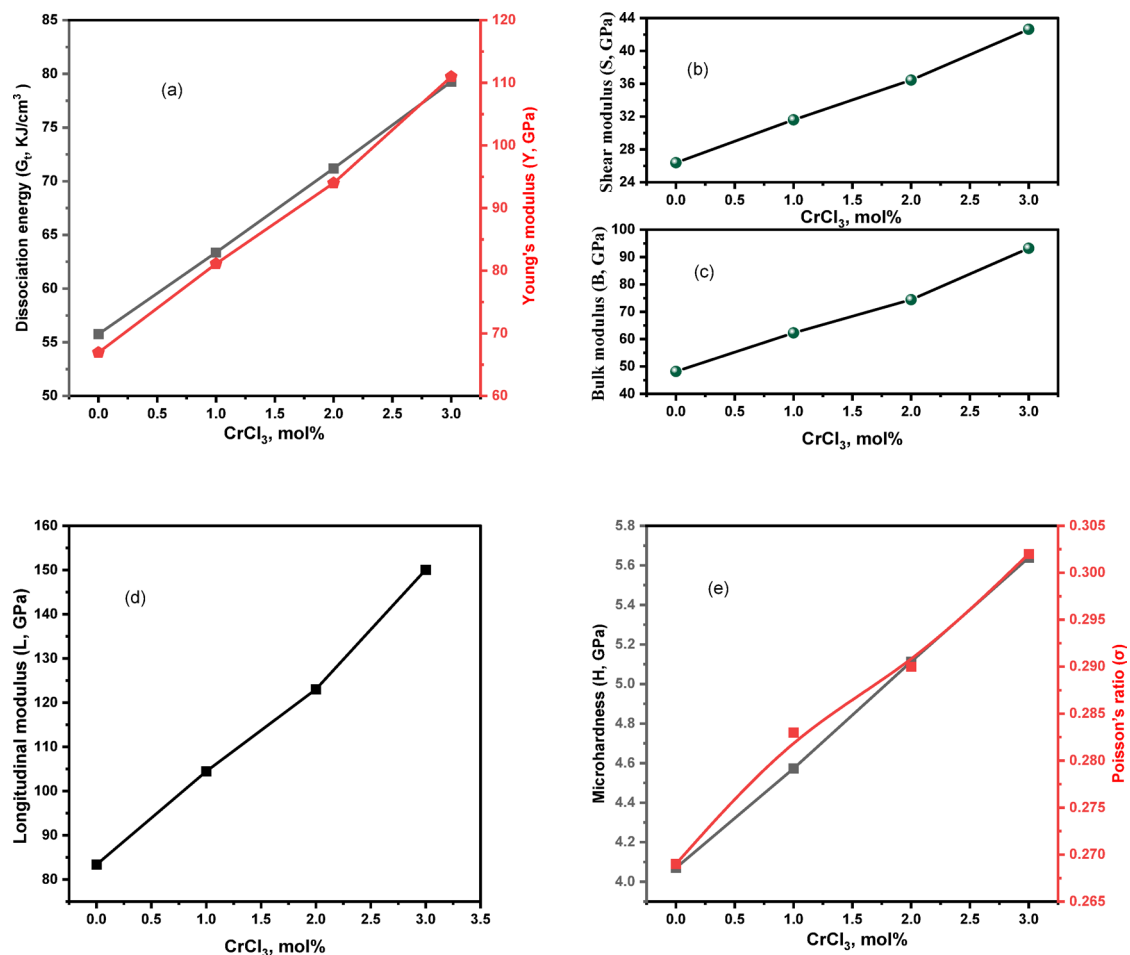 (a)
Dissociation energy (Gₜ, KJ/cm³ )
85
80
75
70
65
60
55
50
Young's modulus (Y, GPa)
120
110
100
90
80
70
60
0.0 0.5 1.0 1.5 2.0 2.5 3.0
CrCl₃, mol%
(b)
Shear modulus (S, GPa)
44
40
36
32
28
24
0.0 0.5 1.0 1.5 2.0 2.5 3.0
CrCl₃, mol%
(c)
Bulk modulus (B, GPa)
100
90
80
70
60
50
40
0.0 0.5 1.0 1.5 2.0 2.5 3.0
CrCl₃, mol%
(d)
Longitudinal modulus (L, GPa)
160
150
140
130
120
110
100
90
80
0.0 0.5 1.0 1.5 2.0 2.5 3.0 3.5
CrCl₃, mol%
(e)
Microhardness (H, GPa)
5.8
5.6
5.4
5.2
5.0
4.8
4.6
4.4
4.2
4.0
Poisson's ratio (σ)
0.305
0.300
0.295
0.290
0.285
0.280
0.275
0.270
0.265
0.0 0.5 1.0 1.5 2.0 2.5 3.0
CrCl₃, mol%